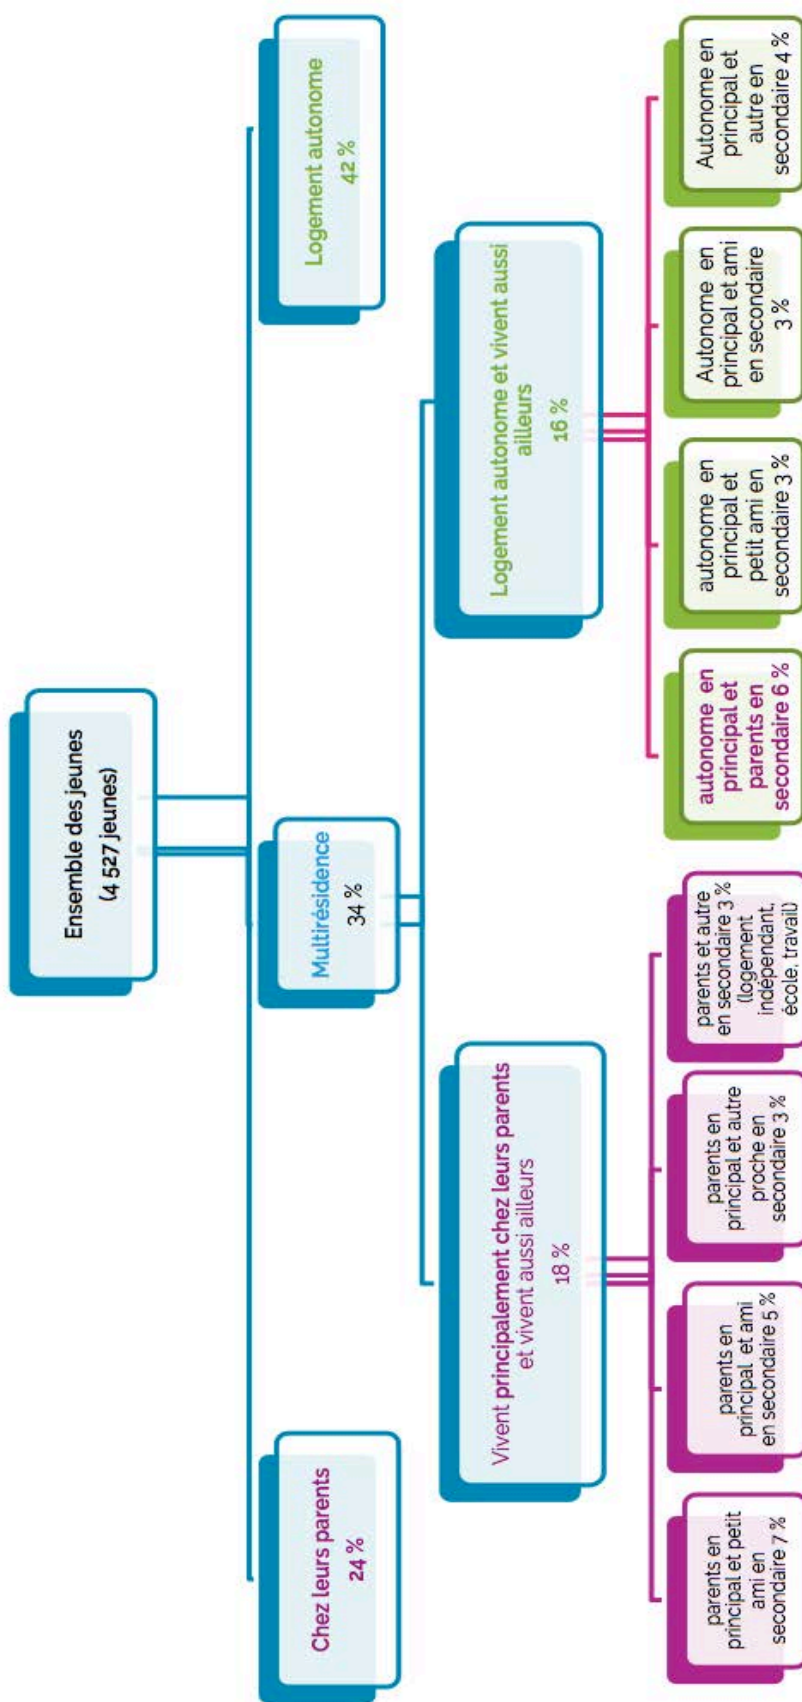 Ensemble des jeunes
(4 527 jeunes)
Chez leurs parents
24 %
Multirésidence
34 %
Logement autonome
42 %
Vivent principalement chez leurs parents
et vivent aussi ailleurs
18 %
Logement autonome et vivent aussi
ailleurs
16 %
parents en
principal et petit
ami en
secondaire 7 %
parents en
principal et ami
en secondaire 5 %
parents en
principal et autre
proche en
secondaire 3 %
parents et autre
en secondaire 3 %
(logement
indépendant,
école, travail)
autonome en
principal et
parents en
secondaire 6 %
autonome en
principal et
petit ami en
secondaire 3 %
Autonome en
principal et ami
en secondaire
3 %
Autonome en
principal et
autre en
secondaire 4 %